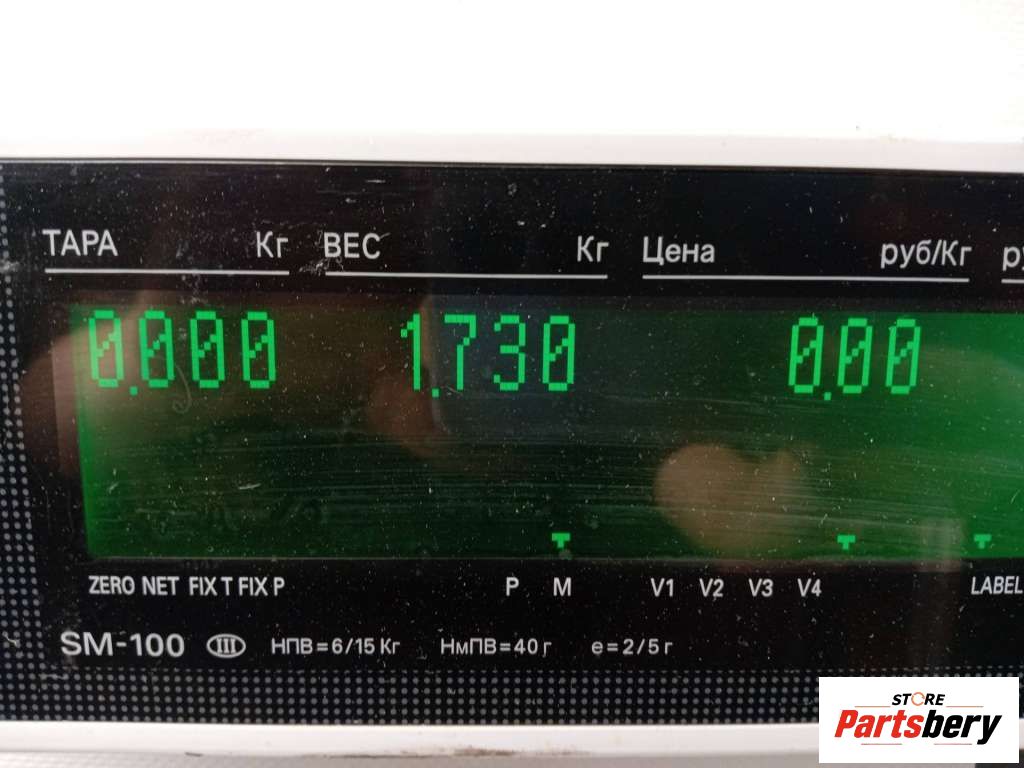 ТАРА Кг ВЕС Кг Цена руб/Кг
0.000 1.730 0.00
ZERO NET FIX T FIX P P M V1 V2 V3 V4 LABEL
SM-100 III НПВ=6/15 Кг НмПВ=40 г e=2/5 г
STORE
Partsbery